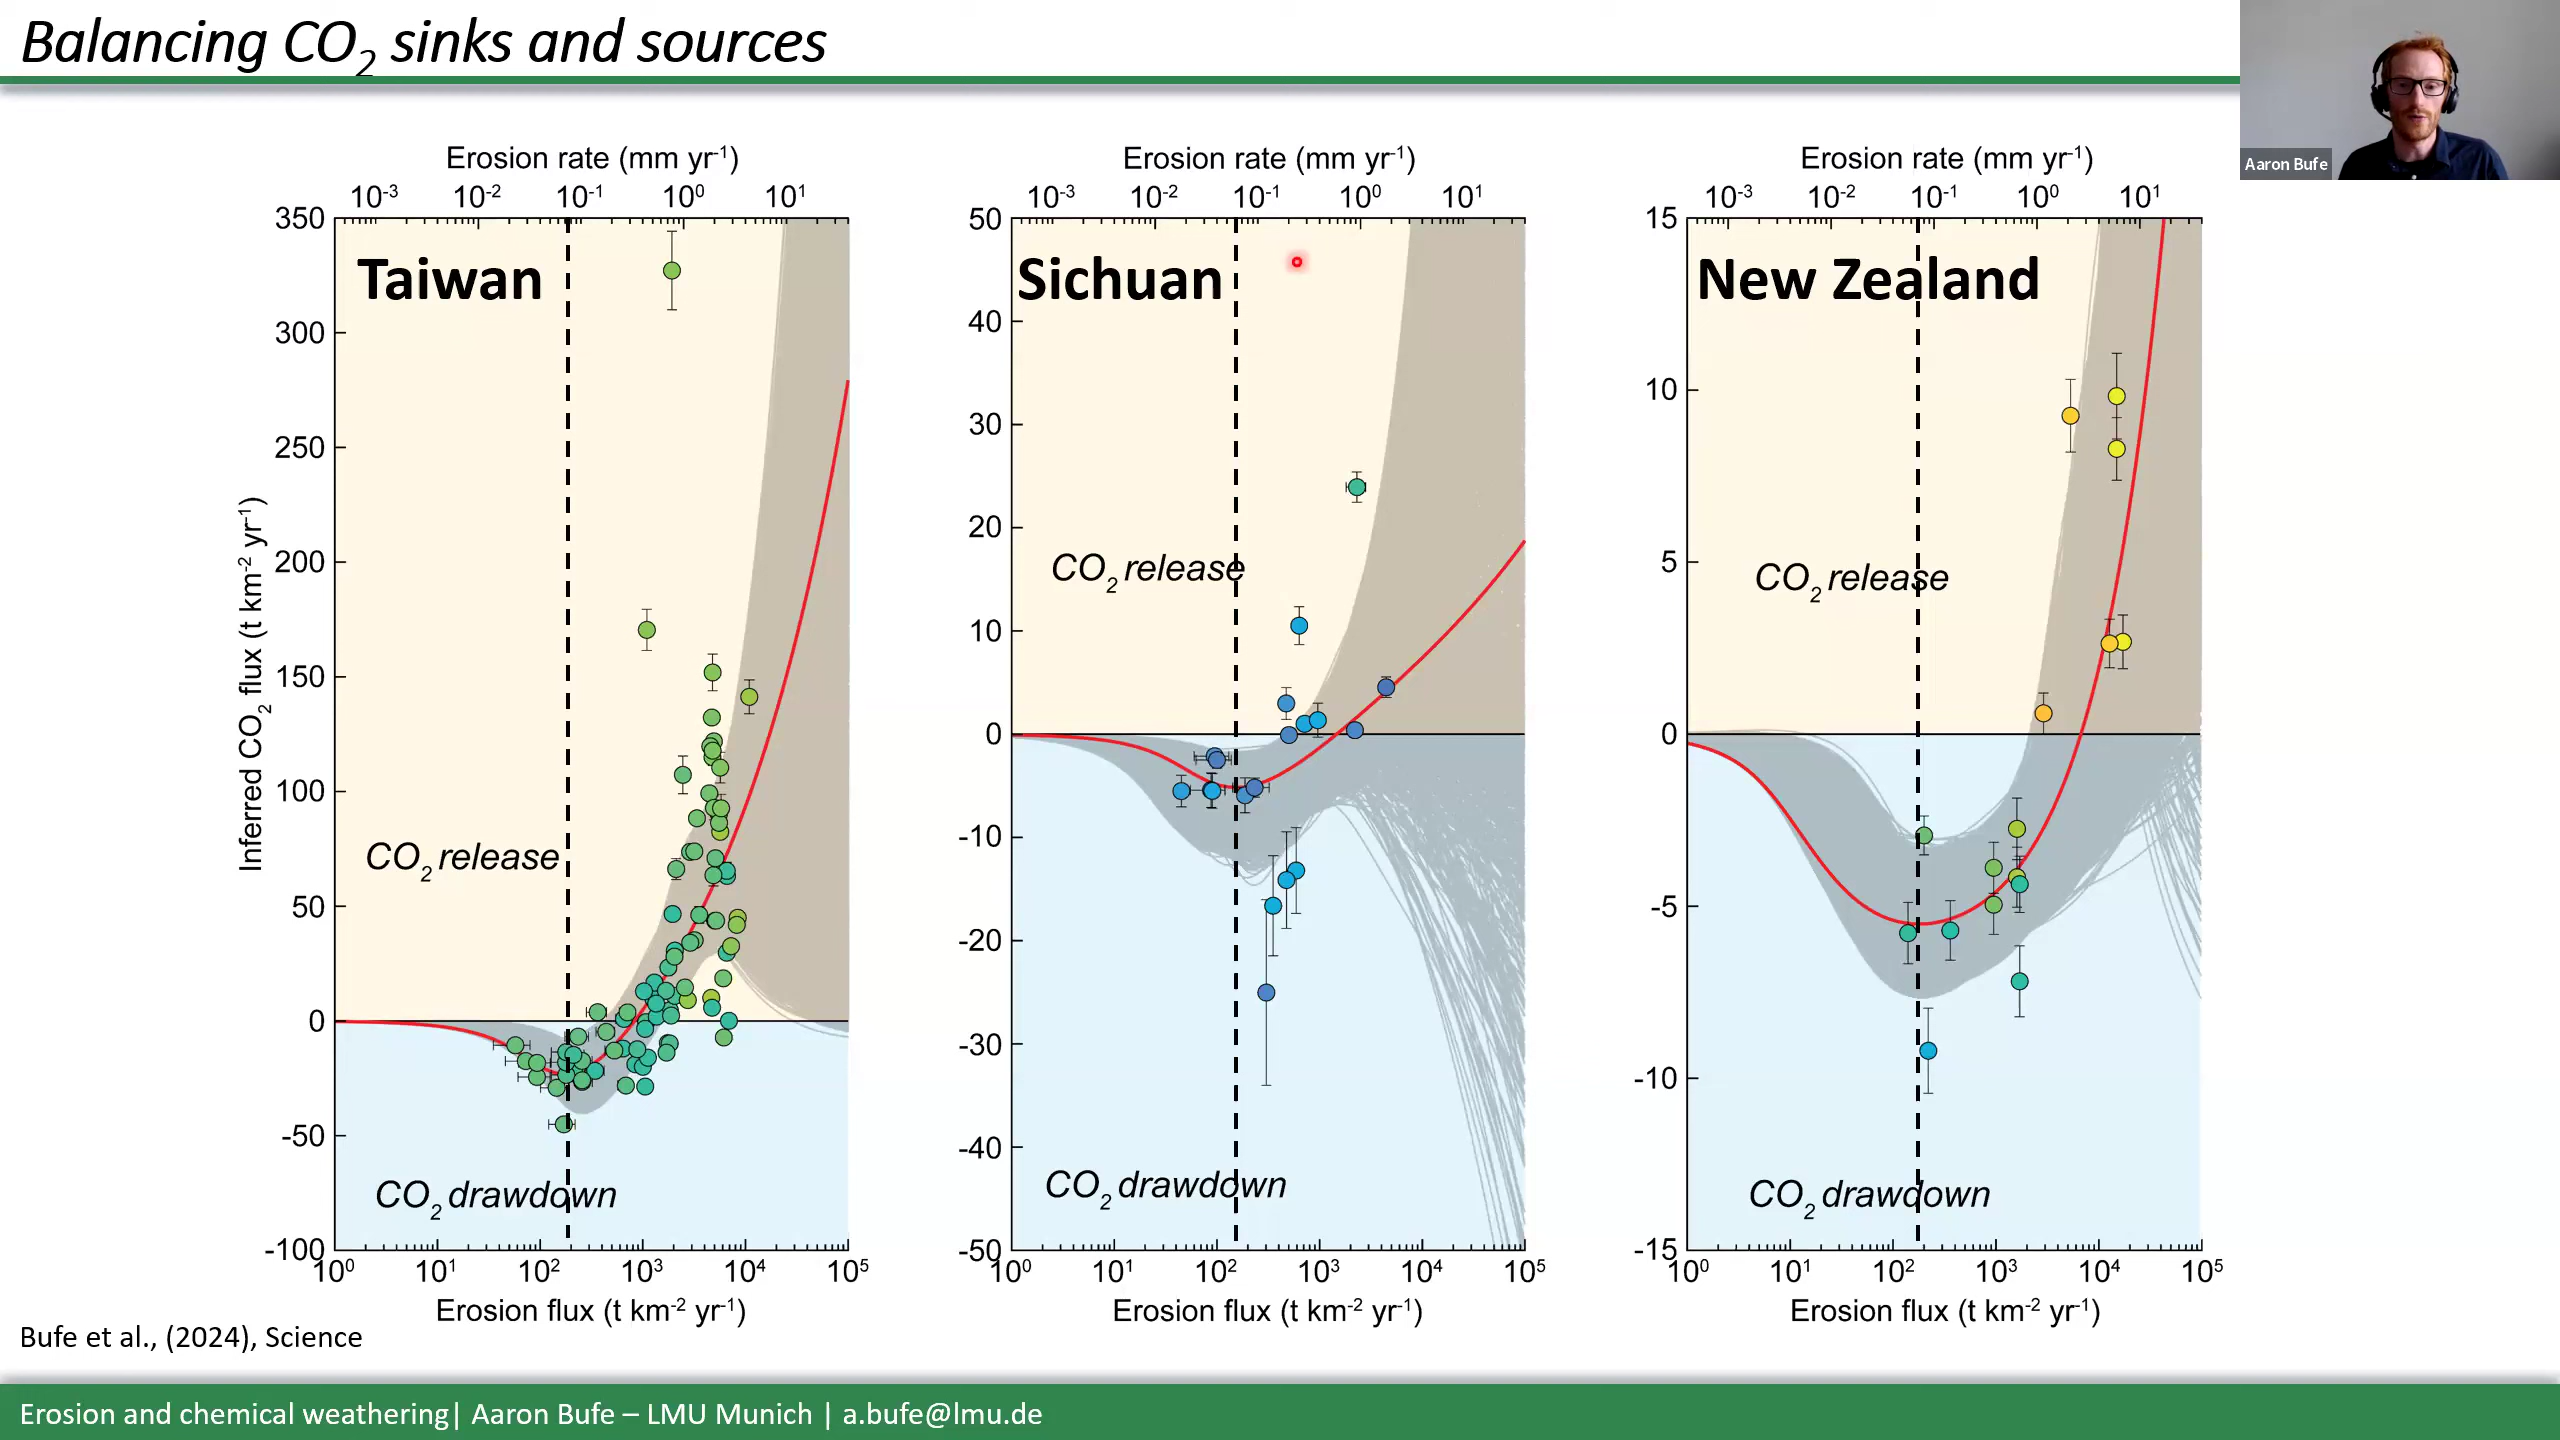 Balancing CO2 sinks and sources
Aaron Bufe
Erosion rate (mm yr-1)
10-3 10-2 10-1 100 101
Taiwan
350
300
250
200
150
100
50
0
-50
-100
Inferred CO2 flux (t km-2 yr-1)
CO2 release
CO2 drawdown
100 101 102 103 104 105
Erosion flux (t km-2 yr-1)
Erosion rate (mm yr-1)
10-3 10-2 10-1 100 101
Sichuan
50
40
30
20
10
0
-10
-20
-30
-40
-50
CO2 release
CO2 drawdown
100 101 102 103 104 105
Erosion flux (t km-2 yr-1)
Erosion rate (mm yr-1)
10-3 10-2 10-1 100 101
New Zealand
15
10
5
0
-5
-10
-15
CO2 release
CO2 drawdown
100 101 102 103 104 105
Erosion flux (t km-2 yr-1)
Bufe et al., (2024), Science
Erosion and chemical weathering| Aaron Bufe – LMU Munich | a.bufe@lmu.de